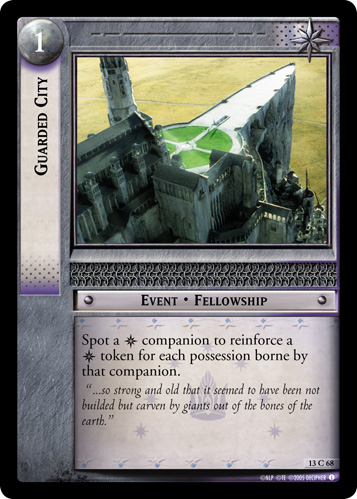 1
GUARDED CITY
EVENT • FELLOWSHIP
Spot a companion to reinforce a
token for each possession borne by
that companion.
“...so strong and old that it seemed to have been not
builded but carven by giants out of the bones of the
earth.”
13 C 68
©NLP ©TE ©2005 DECIPHER